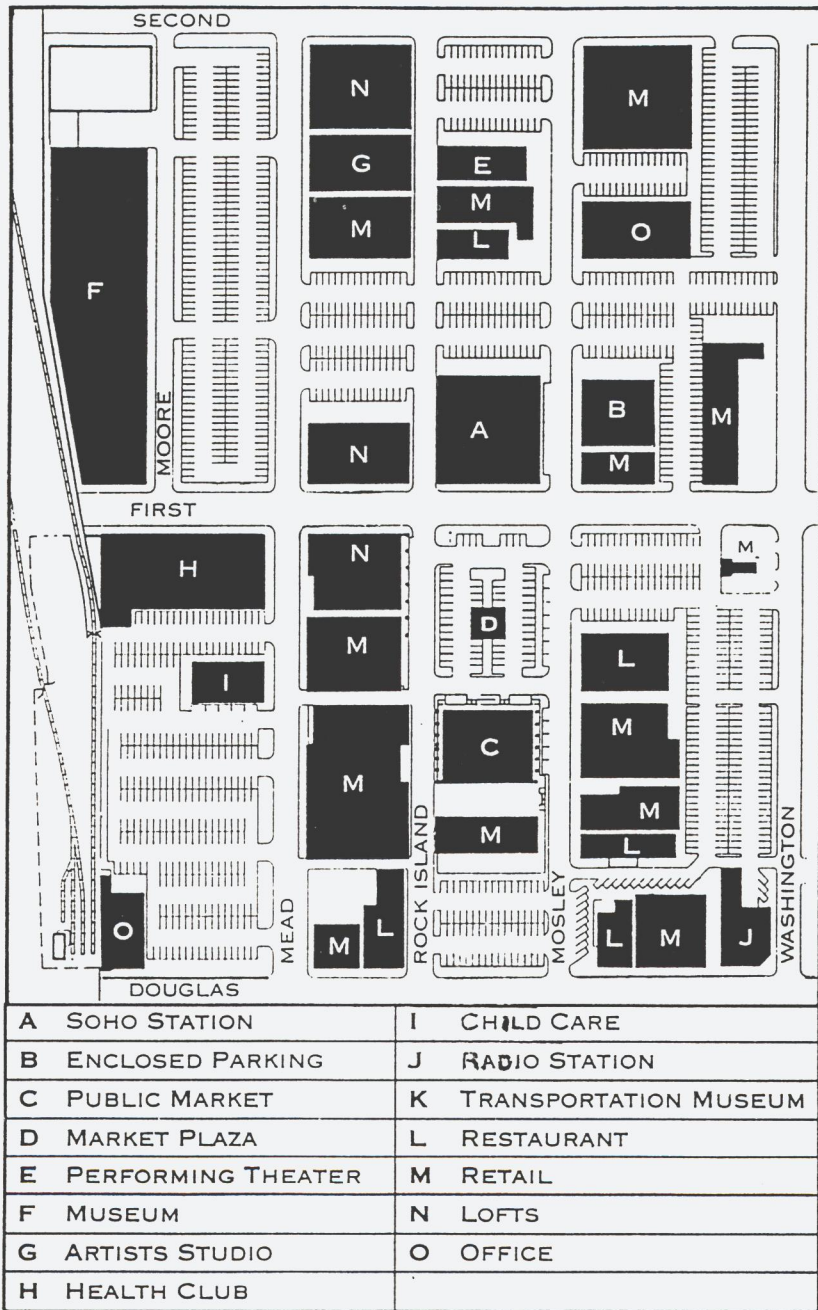 SECOND
N
M
G
E
M
M
L
O
F
MOORE
A
B
N
M
M
FIRST
H
N
M
D
M
L
I
M
C
M
M
M
L
O
M
L
L
M
J
MEAD
ROCK ISLAND
MOSLEY
WASHINGTON
DOUGLAS
A SOHO STATION
B ENCLOSED PARKING
C PUBLIC MARKET
D MARKET PLAZA
E PERFORMING THEATER
F MUSEUM
G ARTISTS STUDIO
H HEALTH CLUB
I CHILD CARE
J RADIO STATION
K TRANSPORTATION MUSEUM
L RESTAURANT
M RETAIL
N LOFTS
O OFFICE